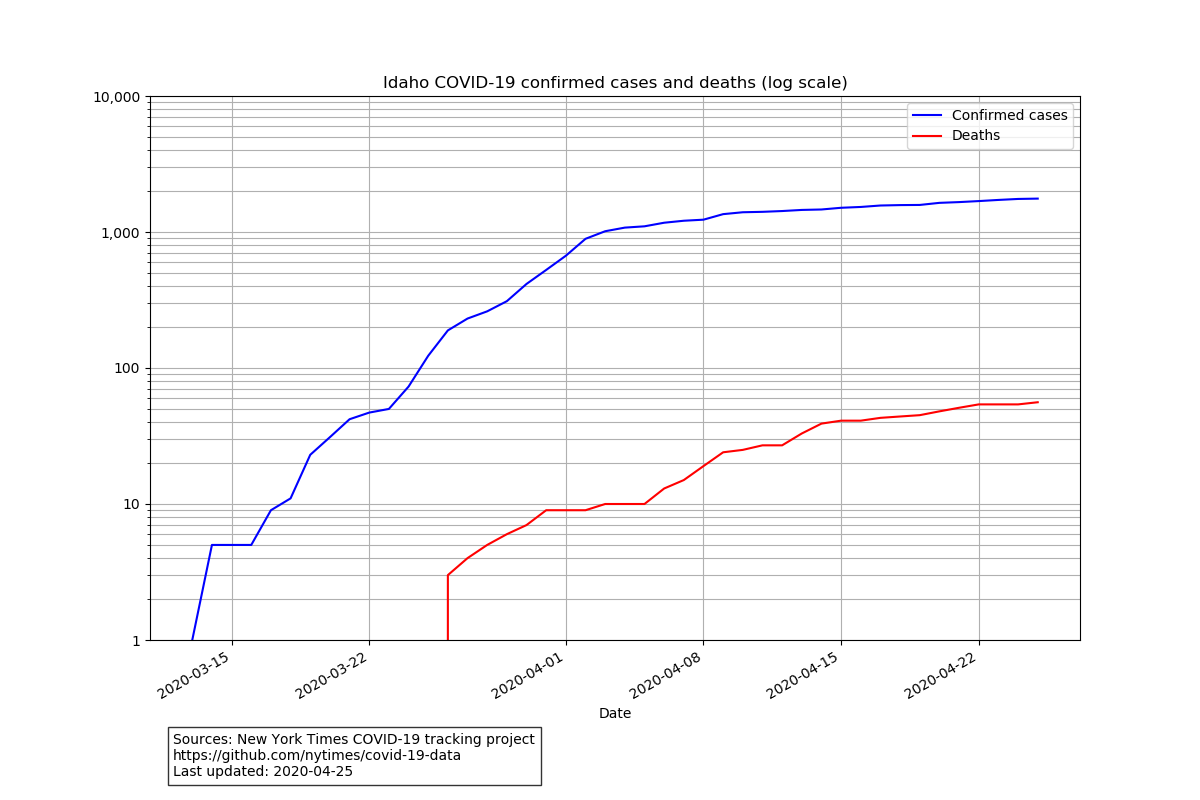 Idaho COVID-19 confirmed cases and deaths (log scale)
10,000
1,000
100
10
1
Confirmed cases
Deaths
2020-03-15
2020-03-22
2020-04-01
2020-04-08
2020-04-15
2020-04-22
Date
Sources: New York Times COVID-19 tracking project
https://github.com/nytimes/covid-19-data
Last updated: 2020-04-25